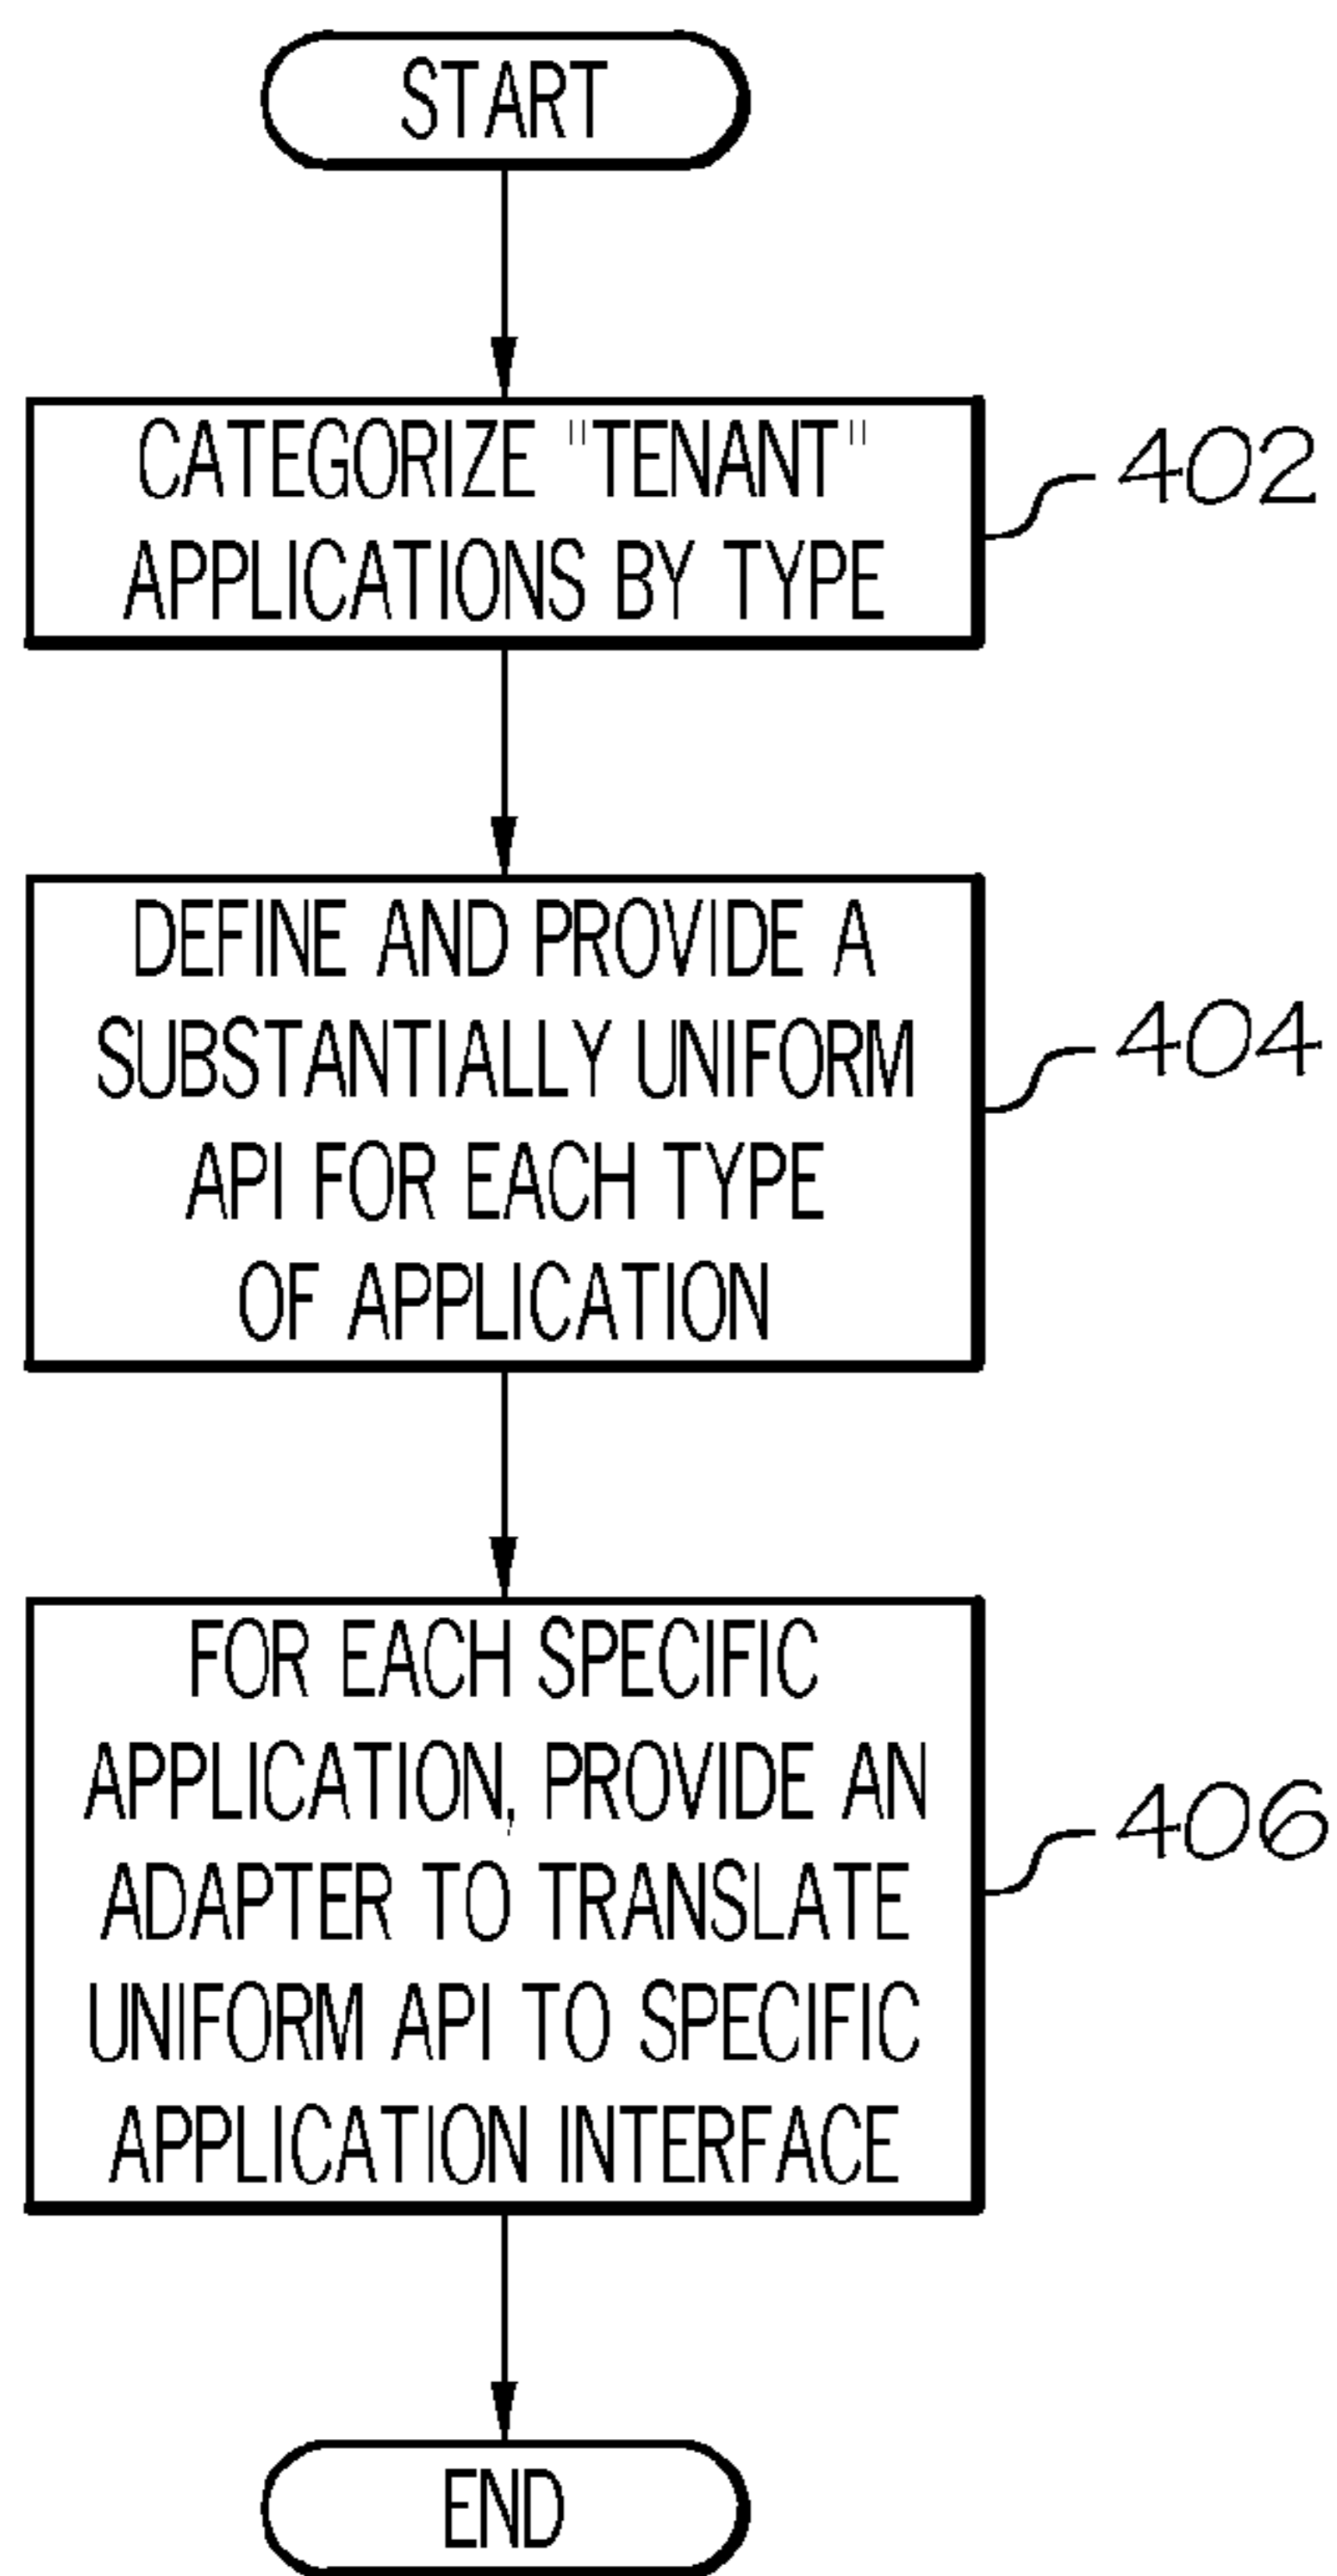 START
CATEGORIZE "TENANT"
APPLICATIONS BY TYPE
402
DEFINE AND PROVIDE A
SUBSTANTIALLY UNIFORM
API FOR EACH TYPE
OF APPLICATION
404
FOR EACH SPECIFIC
APPLICATION, PROVIDE AN
ADAPTER TO TRANSLATE
UNIFORM API TO SPECIFIC
APPLICATION INTERFACE
406
END